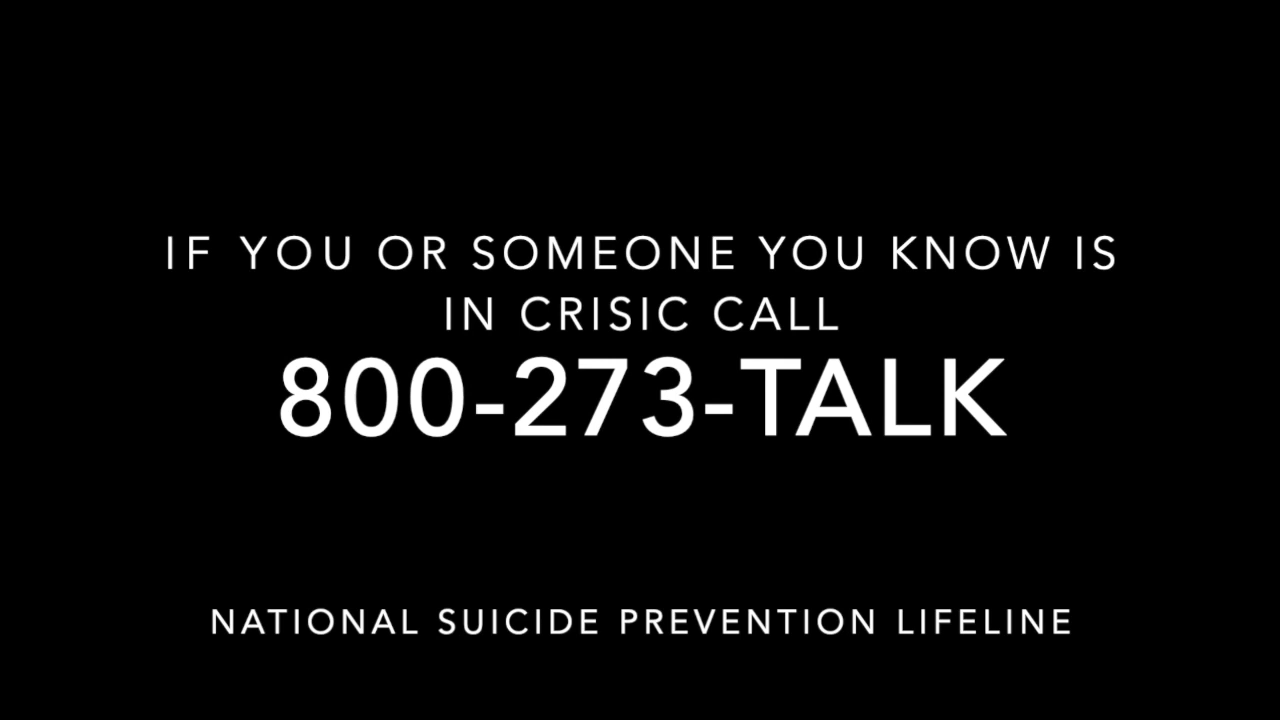 IF YOU OR SOMEONE YOU KNOW IS
IN CRISIC CALL
800-273-TALK
NATIONAL SUICIDE PREVENTION LIFELINE